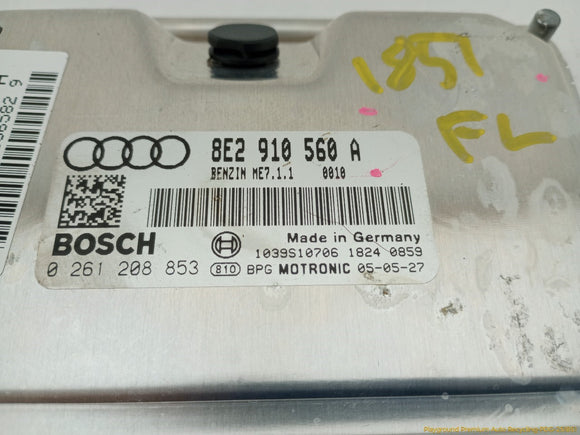 1851
FL
8E2 910 560 A
BENZIN ME7.1.1 0010
BOSCH
Made in Germany
1039S10706 1824 0859
0 261 208 853 810 BPG MOTRONIC 05-05-27